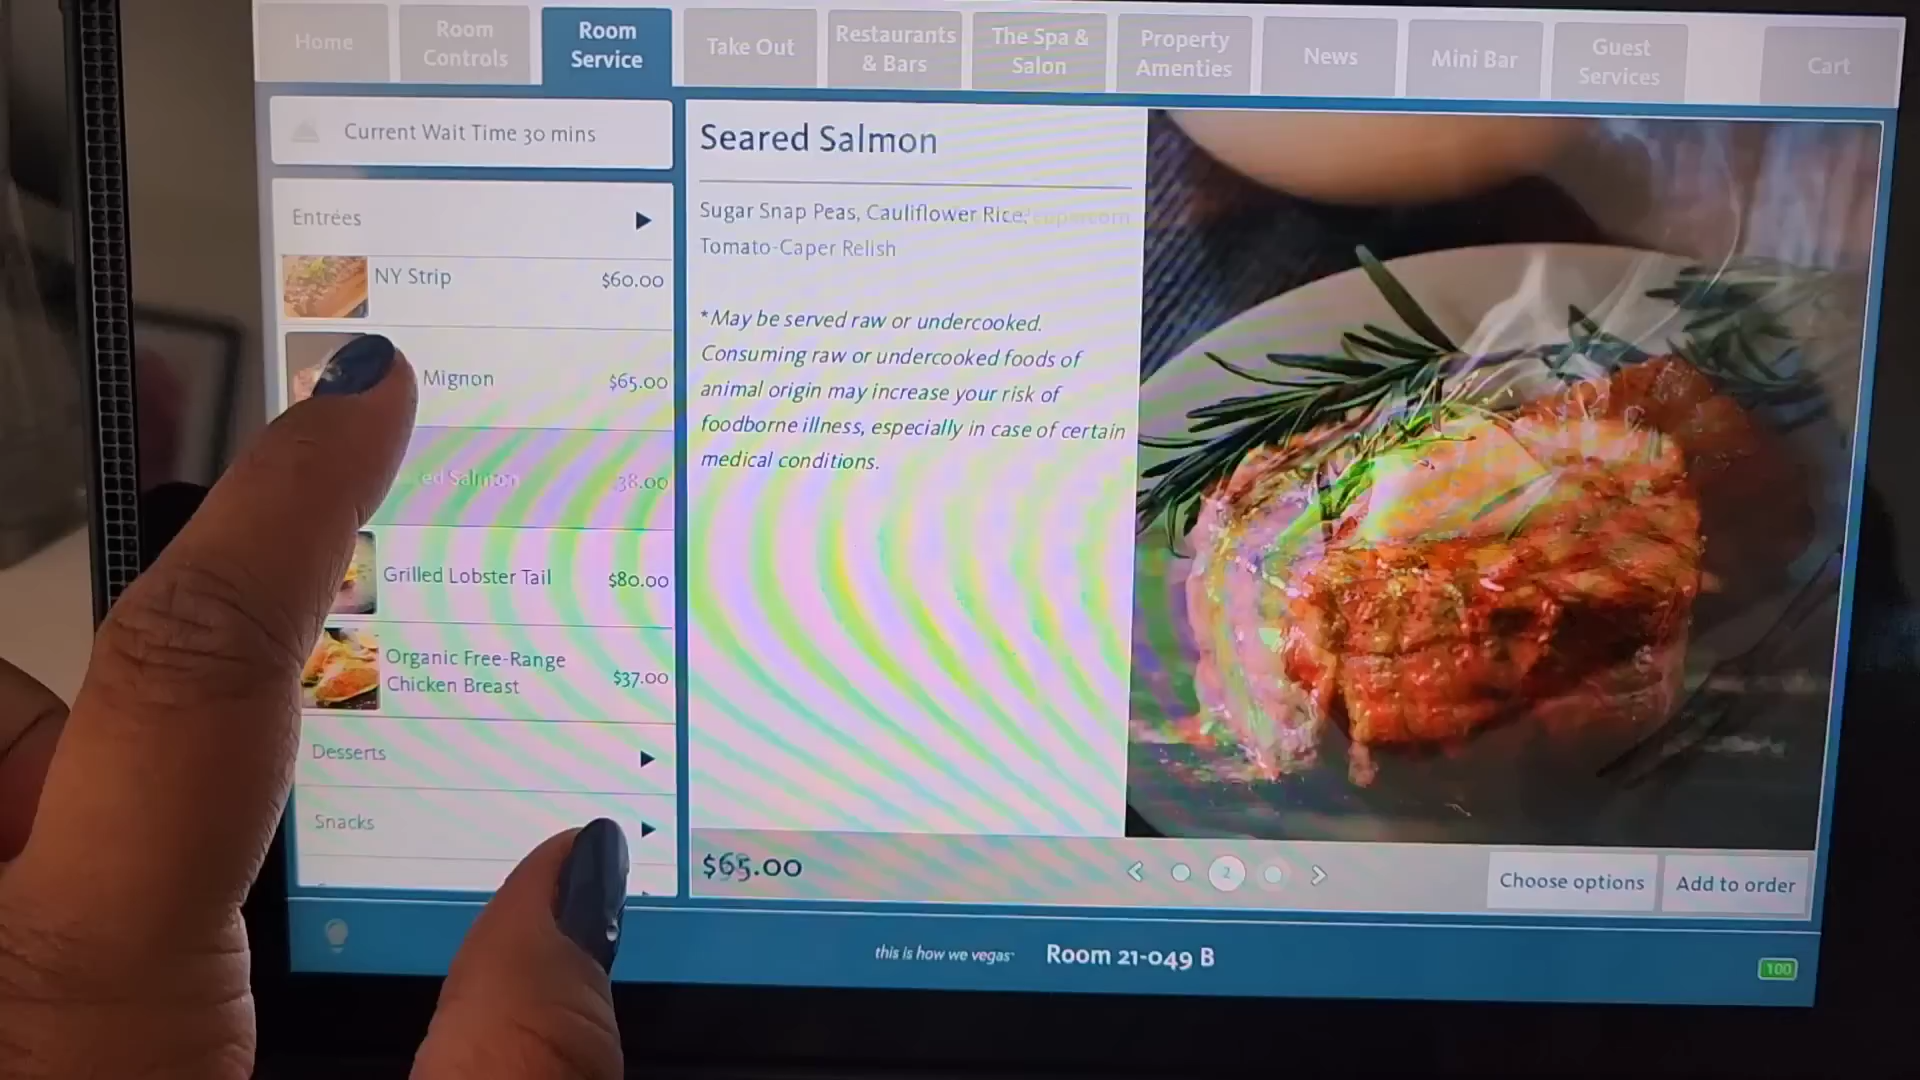 Home
Room
Controls
Room
Service
Take Out
Restaurants
& Bars
The Spa &
Salon
Property
Amenties
News
Mini Bar
Guest
Services
Cart
Current Wait Time 30 mins
Entrées
NY Strip $60.00
Mignon $65.00
Salmon 38.00
Grilled Lobster Tail $80.00
Organic Free-Range
Chicken Breast $37.00
Desserts
Snacks
Seared Salmon
Sugar Snap Peas, Cauliflower Rice,
Tomato-Caper Relish
*May be served raw or undercooked.
Consuming raw or undercooked foods of
animal origin may increase your risk of
foodborne illness, especially in case of certain
medical conditions.
$65.00
2
Choose options
Add to order
this is how we vegas
Room 21-049 B
100